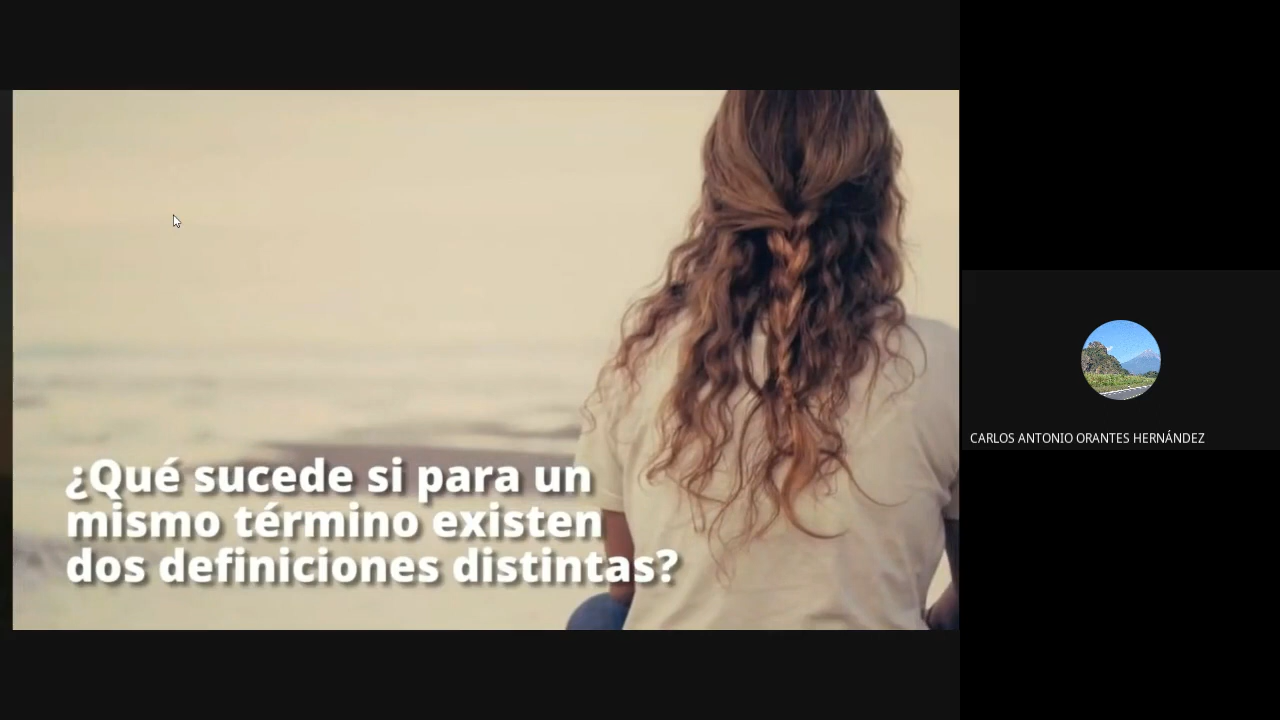 ¿Qué sucede si para un
mismo término existen
dos definiciones distintas?
CARLOS ANTONIO ORANTES HERNÁNDEZ